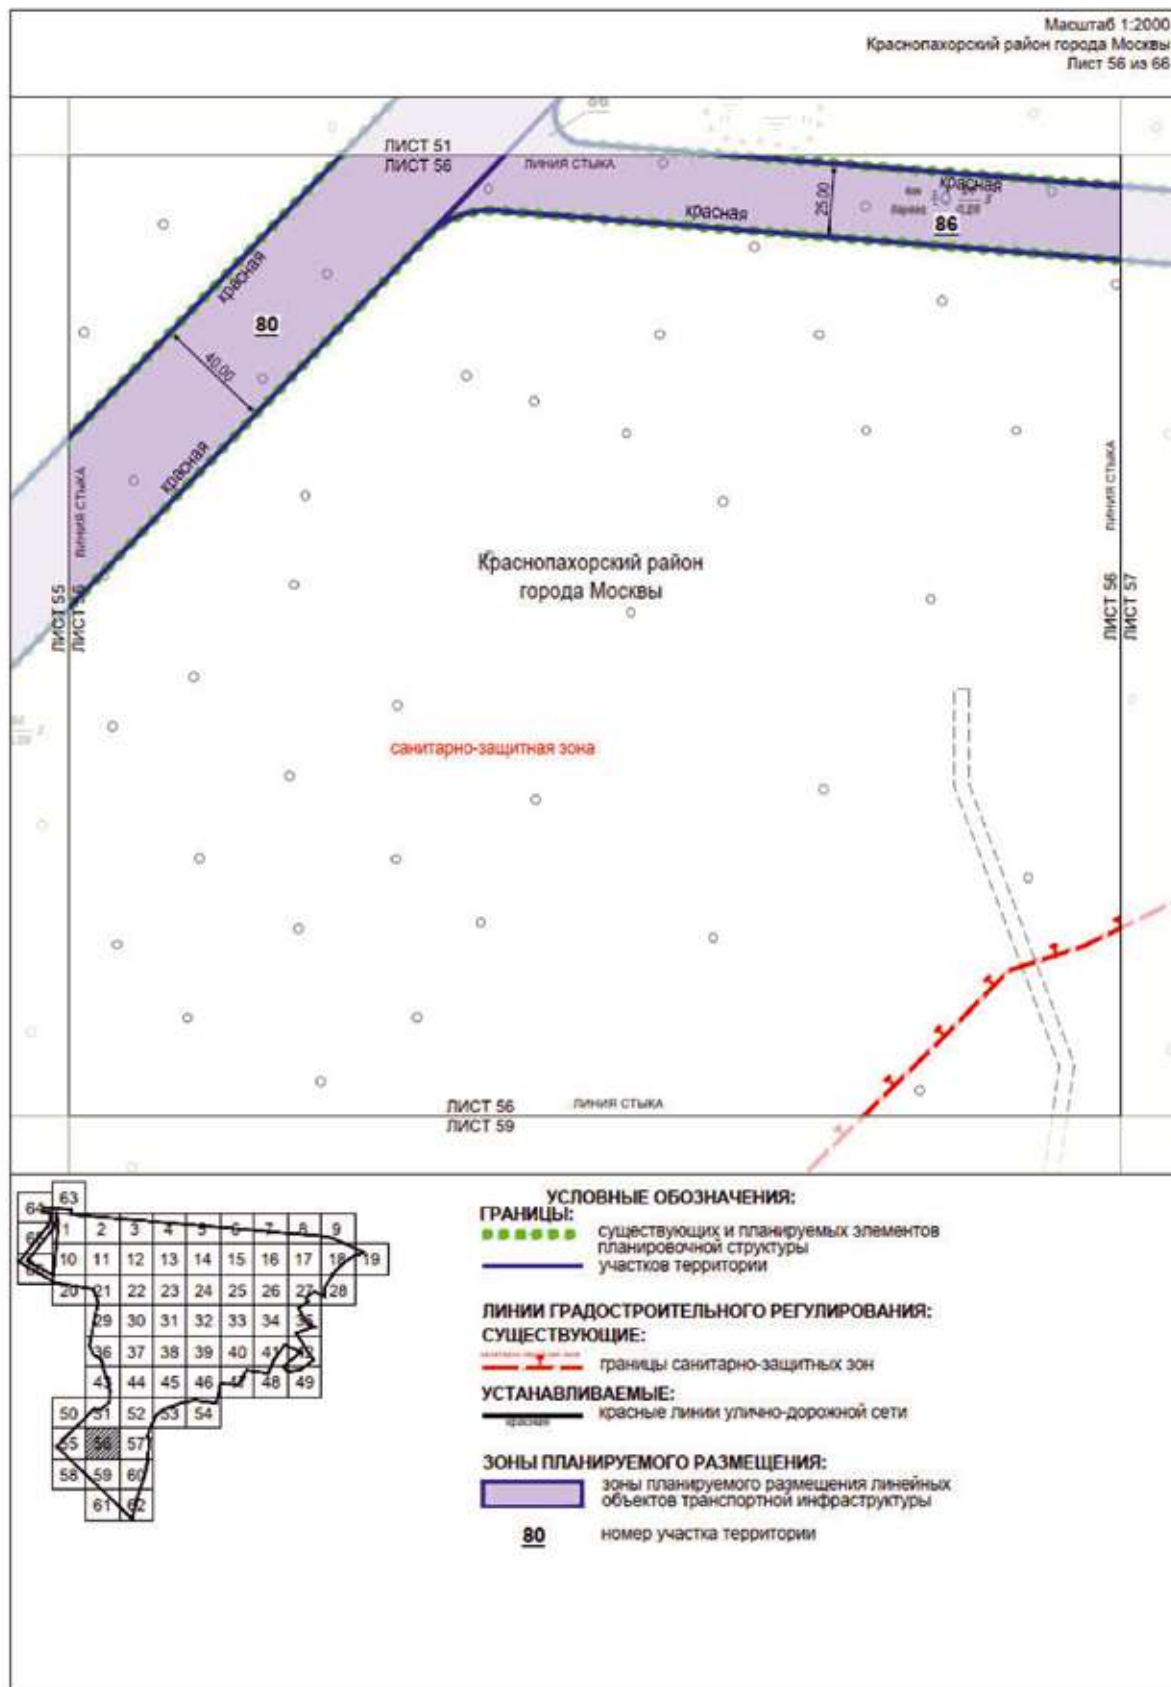 Масштаб 1:2000
Краснопахорский район города Москвы
Лист 56 из 66
ЛИСТ 51
ЛИСТ 56
ЛИНИЯ СТЫКА
красная
красная
25.00
86
красная
80
40.00
красная
ЛИНИЯ СТЫКА
ЛИСТ 55
ЛИСТ 56
ЛИНИЯ СТЫКА
ЛИСТ 56
ЛИСТ 57
Краснопахорский район
города Москвы
санитарно-защитная зона
ЛИСТ 56
ЛИНИЯ СТЫКА
ЛИСТ 59
63
64
1 2 3 4 5 6 7 8 9
10 11 12 13 14 15 16 17 18 19
20 21 22 23 24 25 26 27 28
29 30 31 32 33 34 35
36 37 38 39 40 41 42
43 44 45 46 47 48 49
50 51 52 53 54
55 56 57
58 59 60
61 62
УСЛОВНЫЕ ОБОЗНАЧЕНИЯ:
ГРАНИЦЫ:
существующих и планируемых элементов
планировочной структуры
участков территории
ЛИНИИ ГРАДОСТРОИТЕЛЬНОГО РЕГУЛИРОВАНИЯ:
СУЩЕСТВУЮЩИЕ:
границы санитарно-защитных зон
УСТАНАВЛИВАЕМЫЕ:
красная
красные линии улично-дорожной сети
ЗОНЫ ПЛАНИРУЕМОГО РАЗМЕЩЕНИЯ:
зоны планируемого размещения линейных
объектов транспортной инфраструктуры
80
номер участка территории